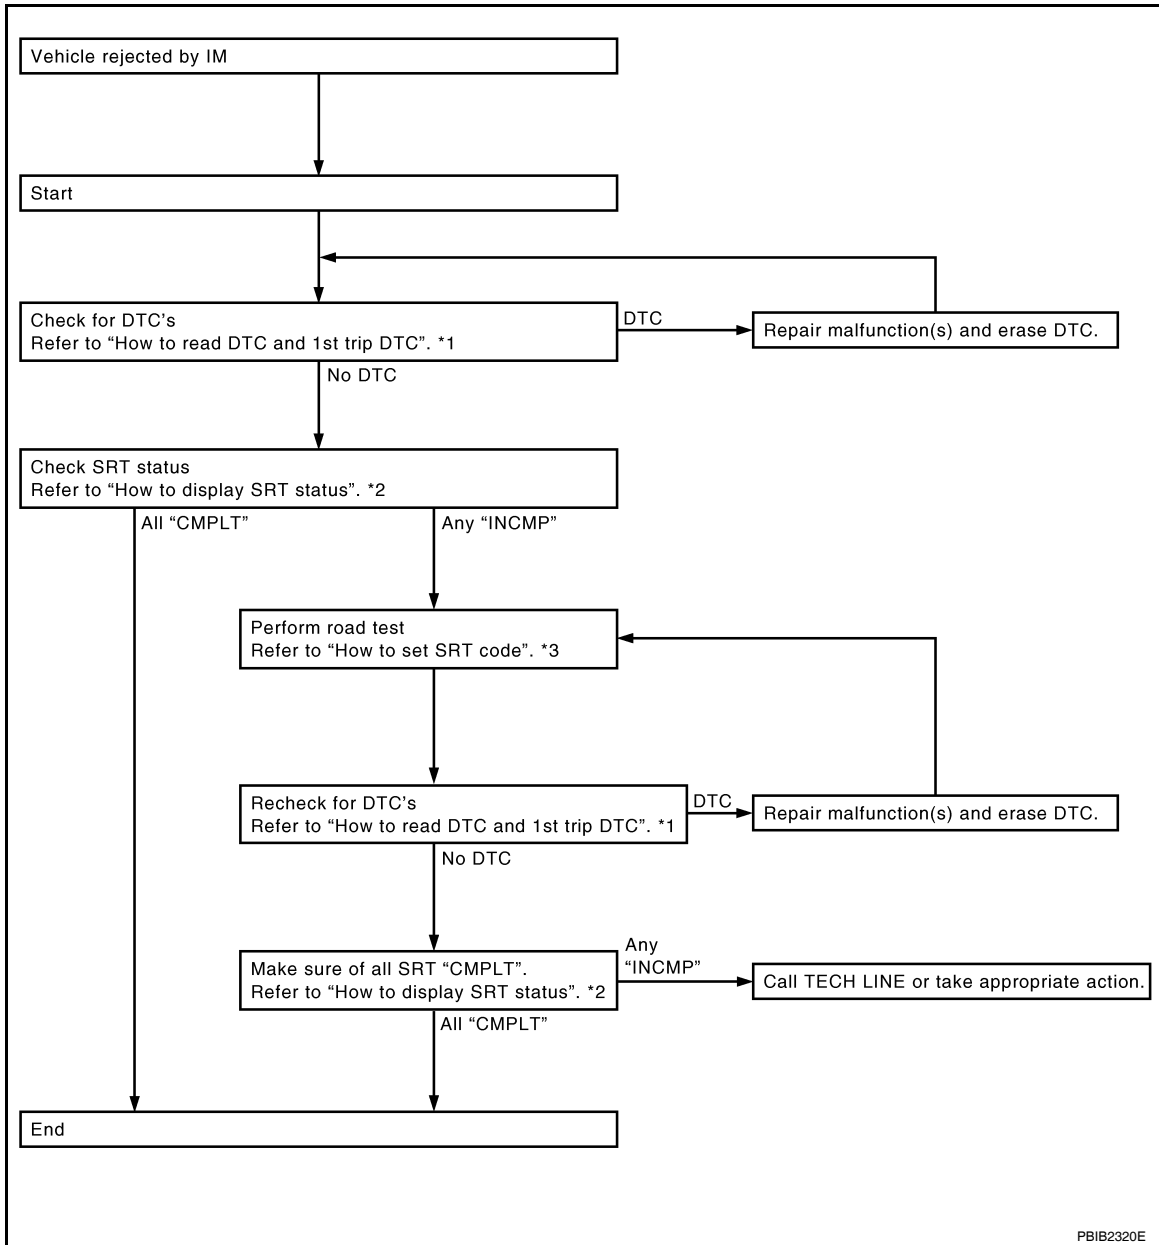 Vehicle rejected by IM
Start
Check for DTC's
Refer to “How to read DTC and 1st trip DTC”. *1
DTC
Repair malfunction(s) and erase DTC.
No DTC
Check SRT status
Refer to “How to display SRT status”. *2
All “CMPLT”
Any “INCMP”
Perform road test
Refer to “How to set SRT code”. *3
Recheck for DTC's
Refer to “How to read DTC and 1st trip DTC”. *1
DTC
Repair malfunction(s) and erase DTC.
No DTC
Make sure of all SRT “CMPLT”.
Refer to “How to display SRT status”. *2
Any
“INCMP”
Call TECH LINE or take appropriate action.
All “CMPLT”
End
PBIB2320E